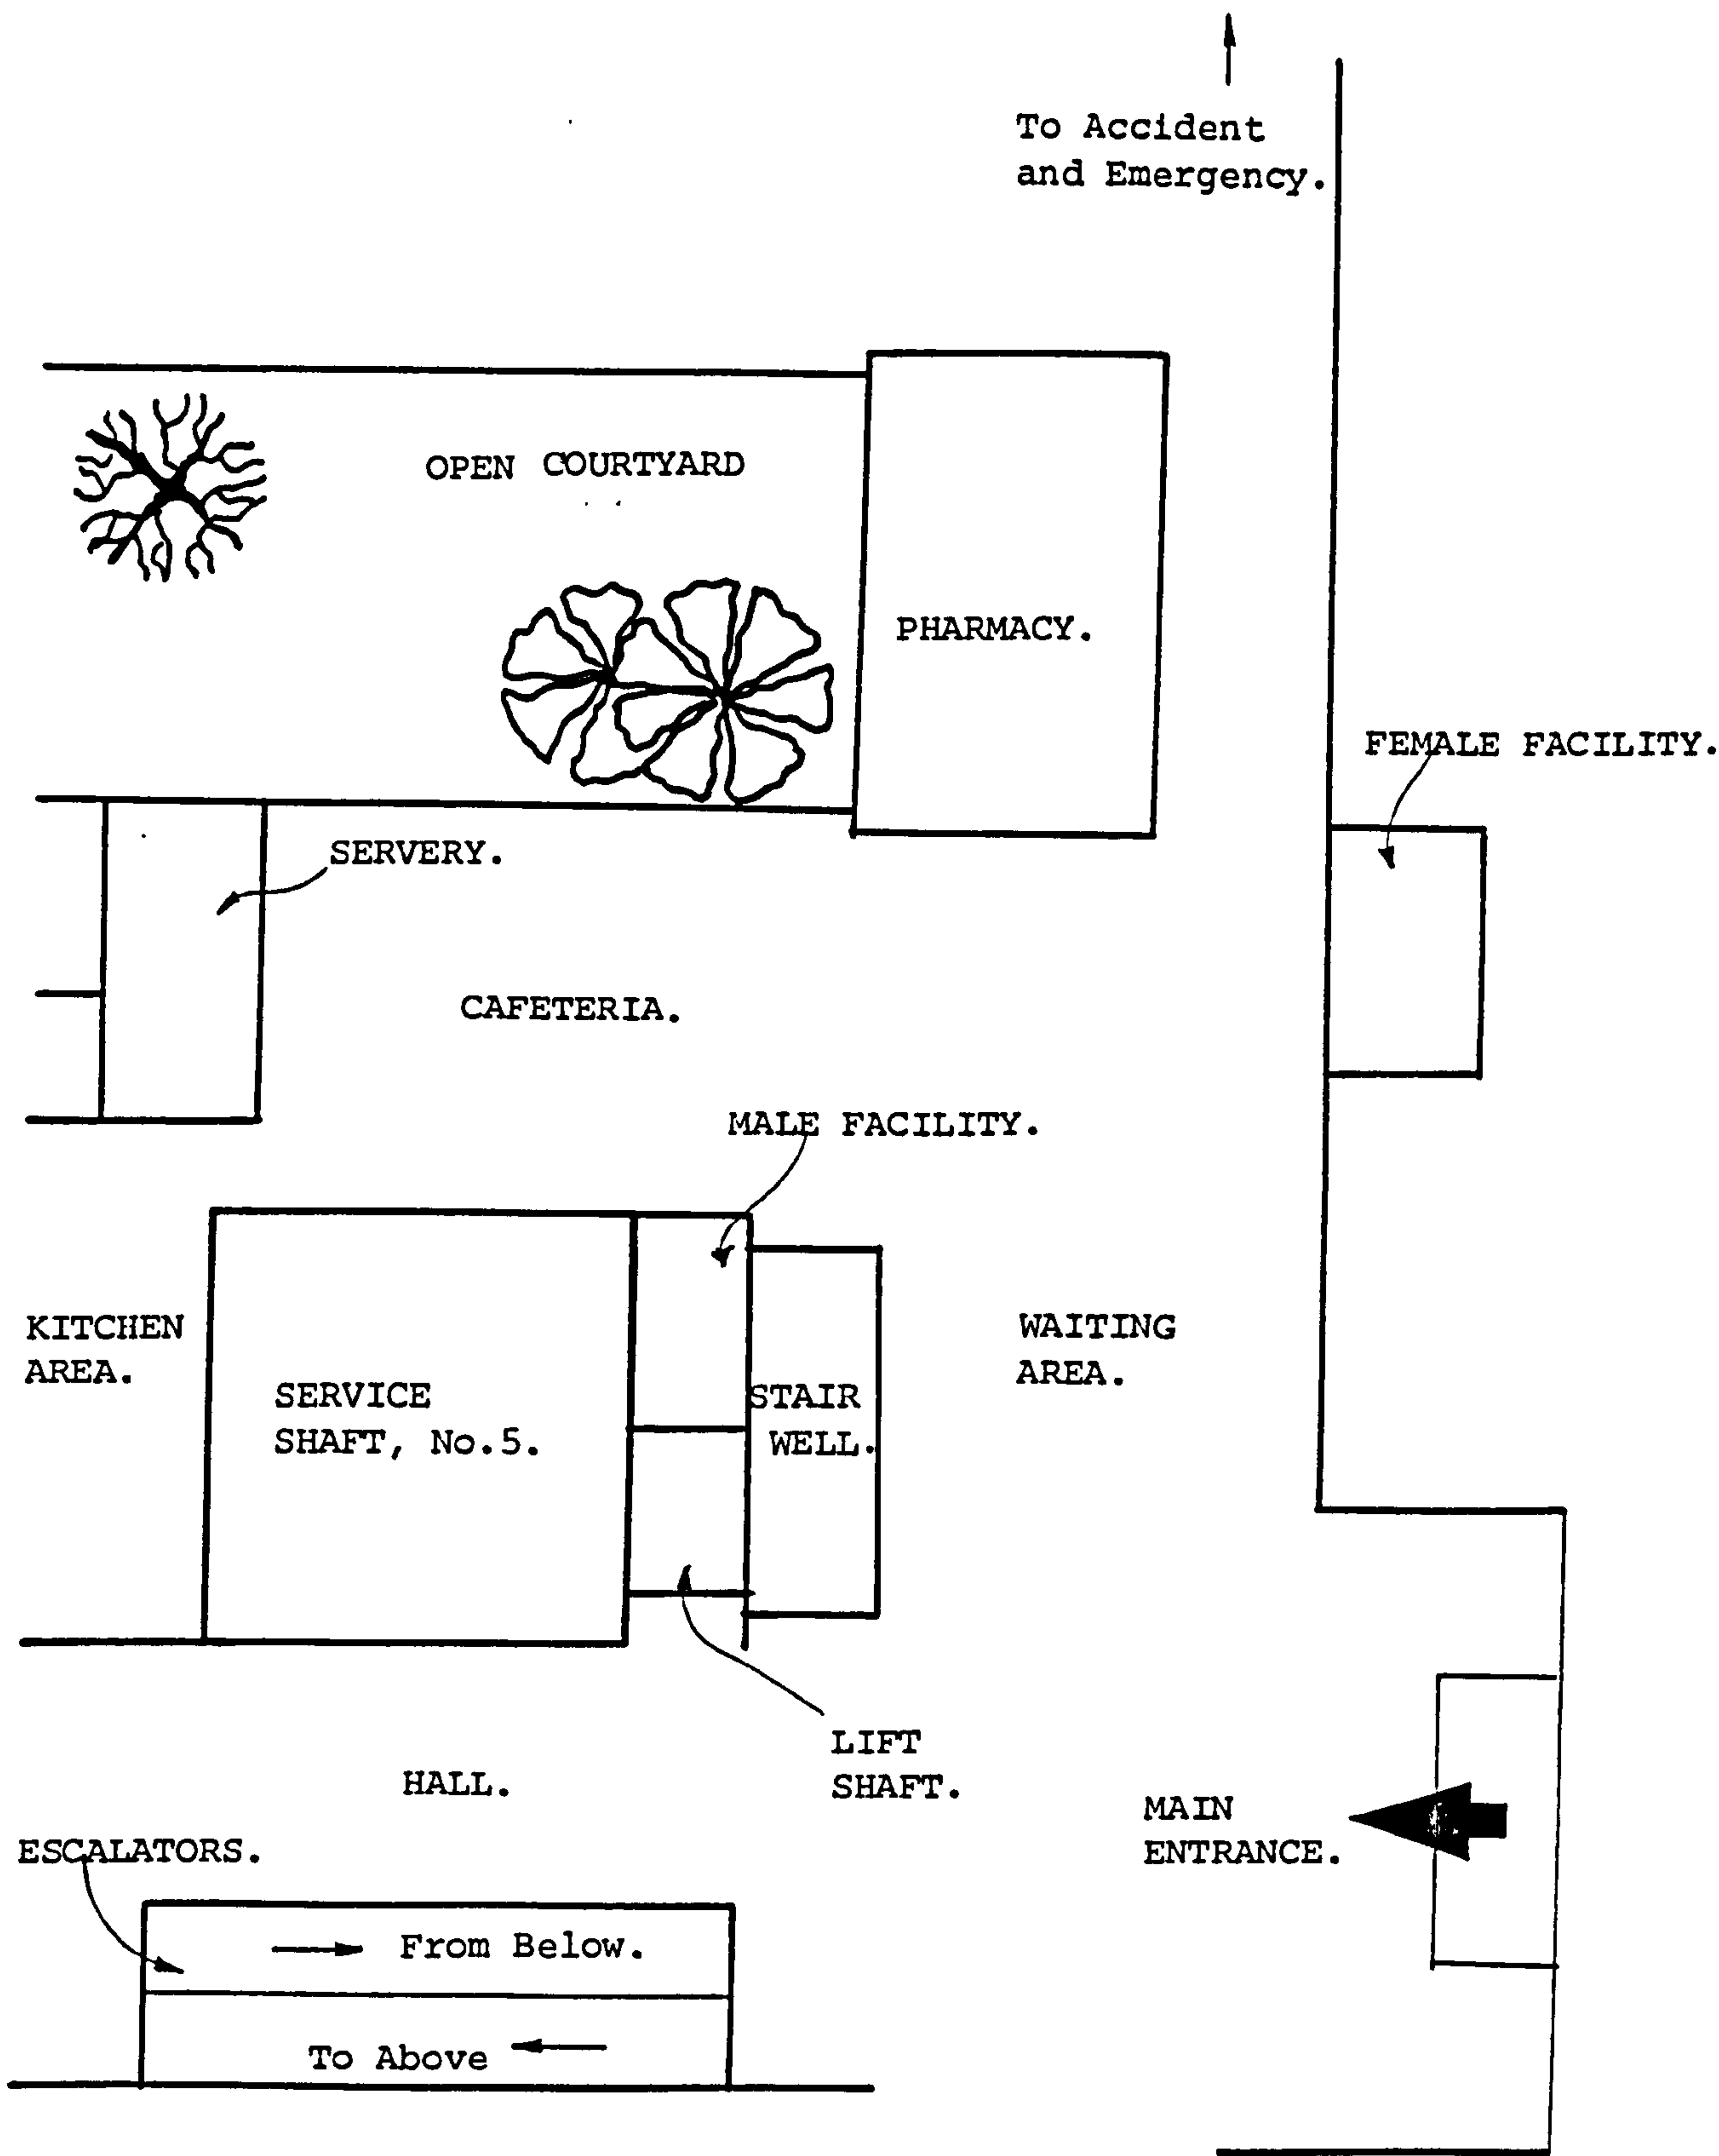 To Accident
and Emergency.
OPEN COURTYARD
PHARMACY.
FEMALE FACILITY.
SERVERY.
CAFETERIA.
MALE FACILITY.
KITCHEN
AREA.
SERVICE
SHAFT, No.5.
STAIR
WELL.
WAITING
AREA.
LIFT
SHAFT.
HALL.
MAIN
ENTRANCE.
ESCALATORS.
From Below.
To Above